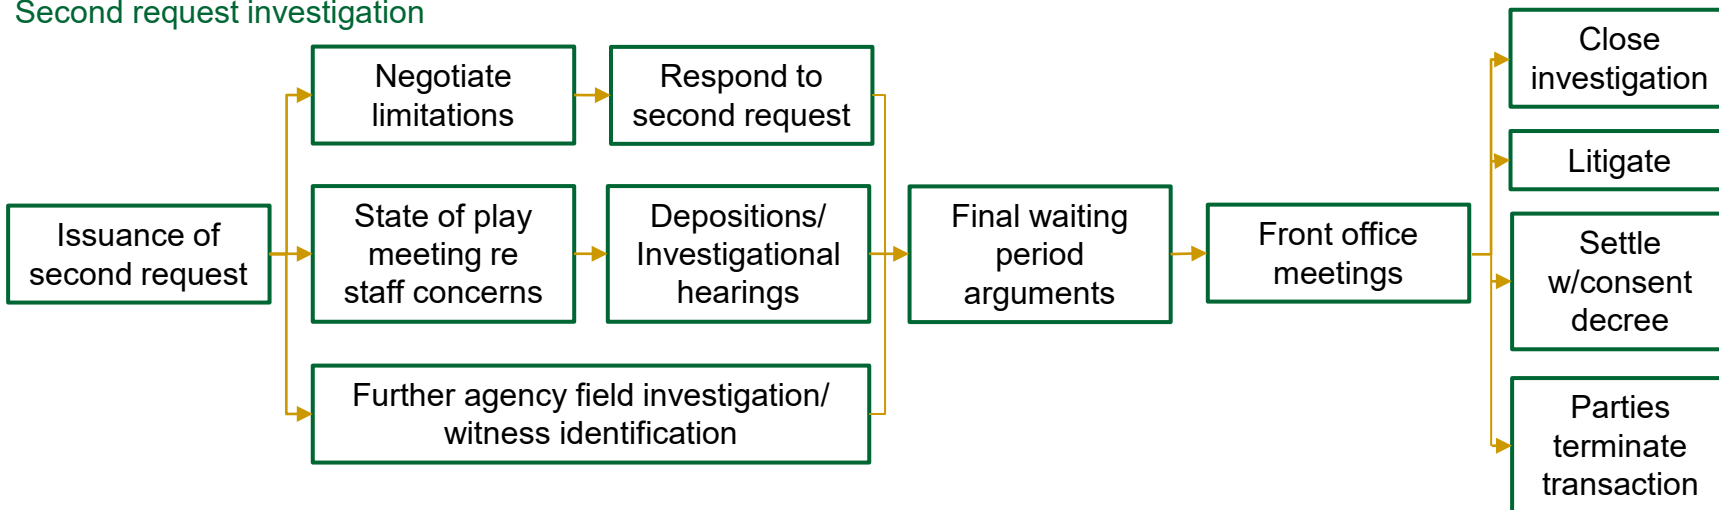 Second request investigation
Issuance of
second request
Negotiate
limitations
Respond to
second request
State of play
meeting re
staff concerns
Depositions/
Investigational
hearings
Further agency field investigation/
witness identification
Final waiting
period
arguments
Front office
meetings
Close
investigation
Litigate
Settle
w/consent
decree
Parties
terminate
transaction